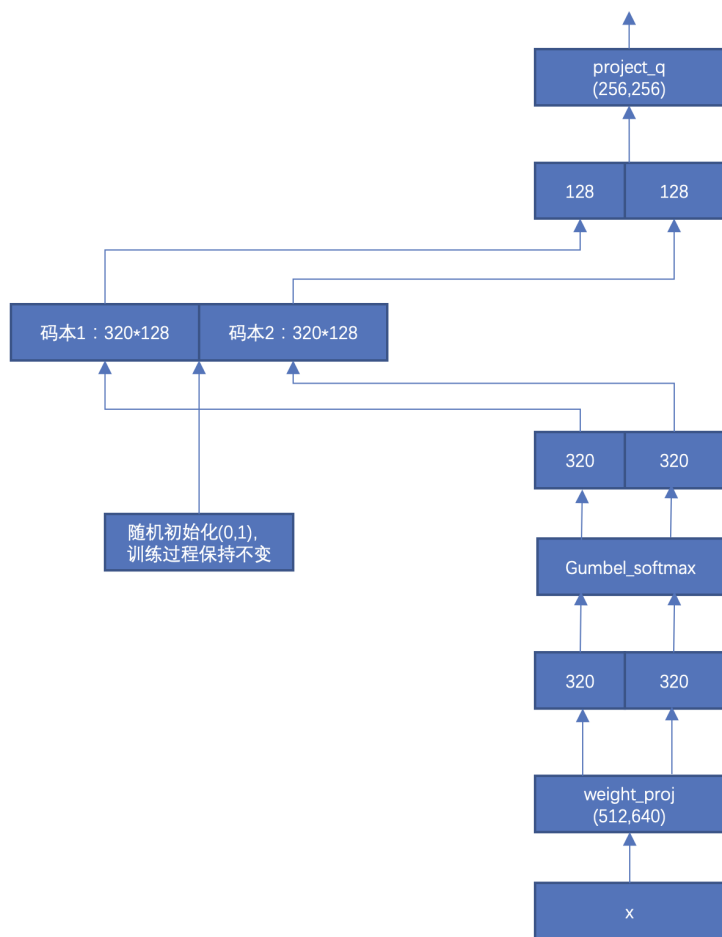 project_q
(256,256)
128
128
码本1：320*128
码本2：320*128
320
320
随机初始化(0,1),
训练过程保持不变
Gumbel_softmax
320
320
weight_proj
(512,640)
x